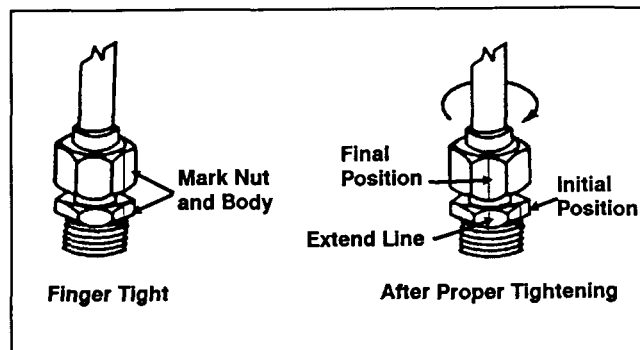 Mark Nut
and Body
Finger Tight
Final
Position
Initial
Position
Extend Line
After Proper Tightening